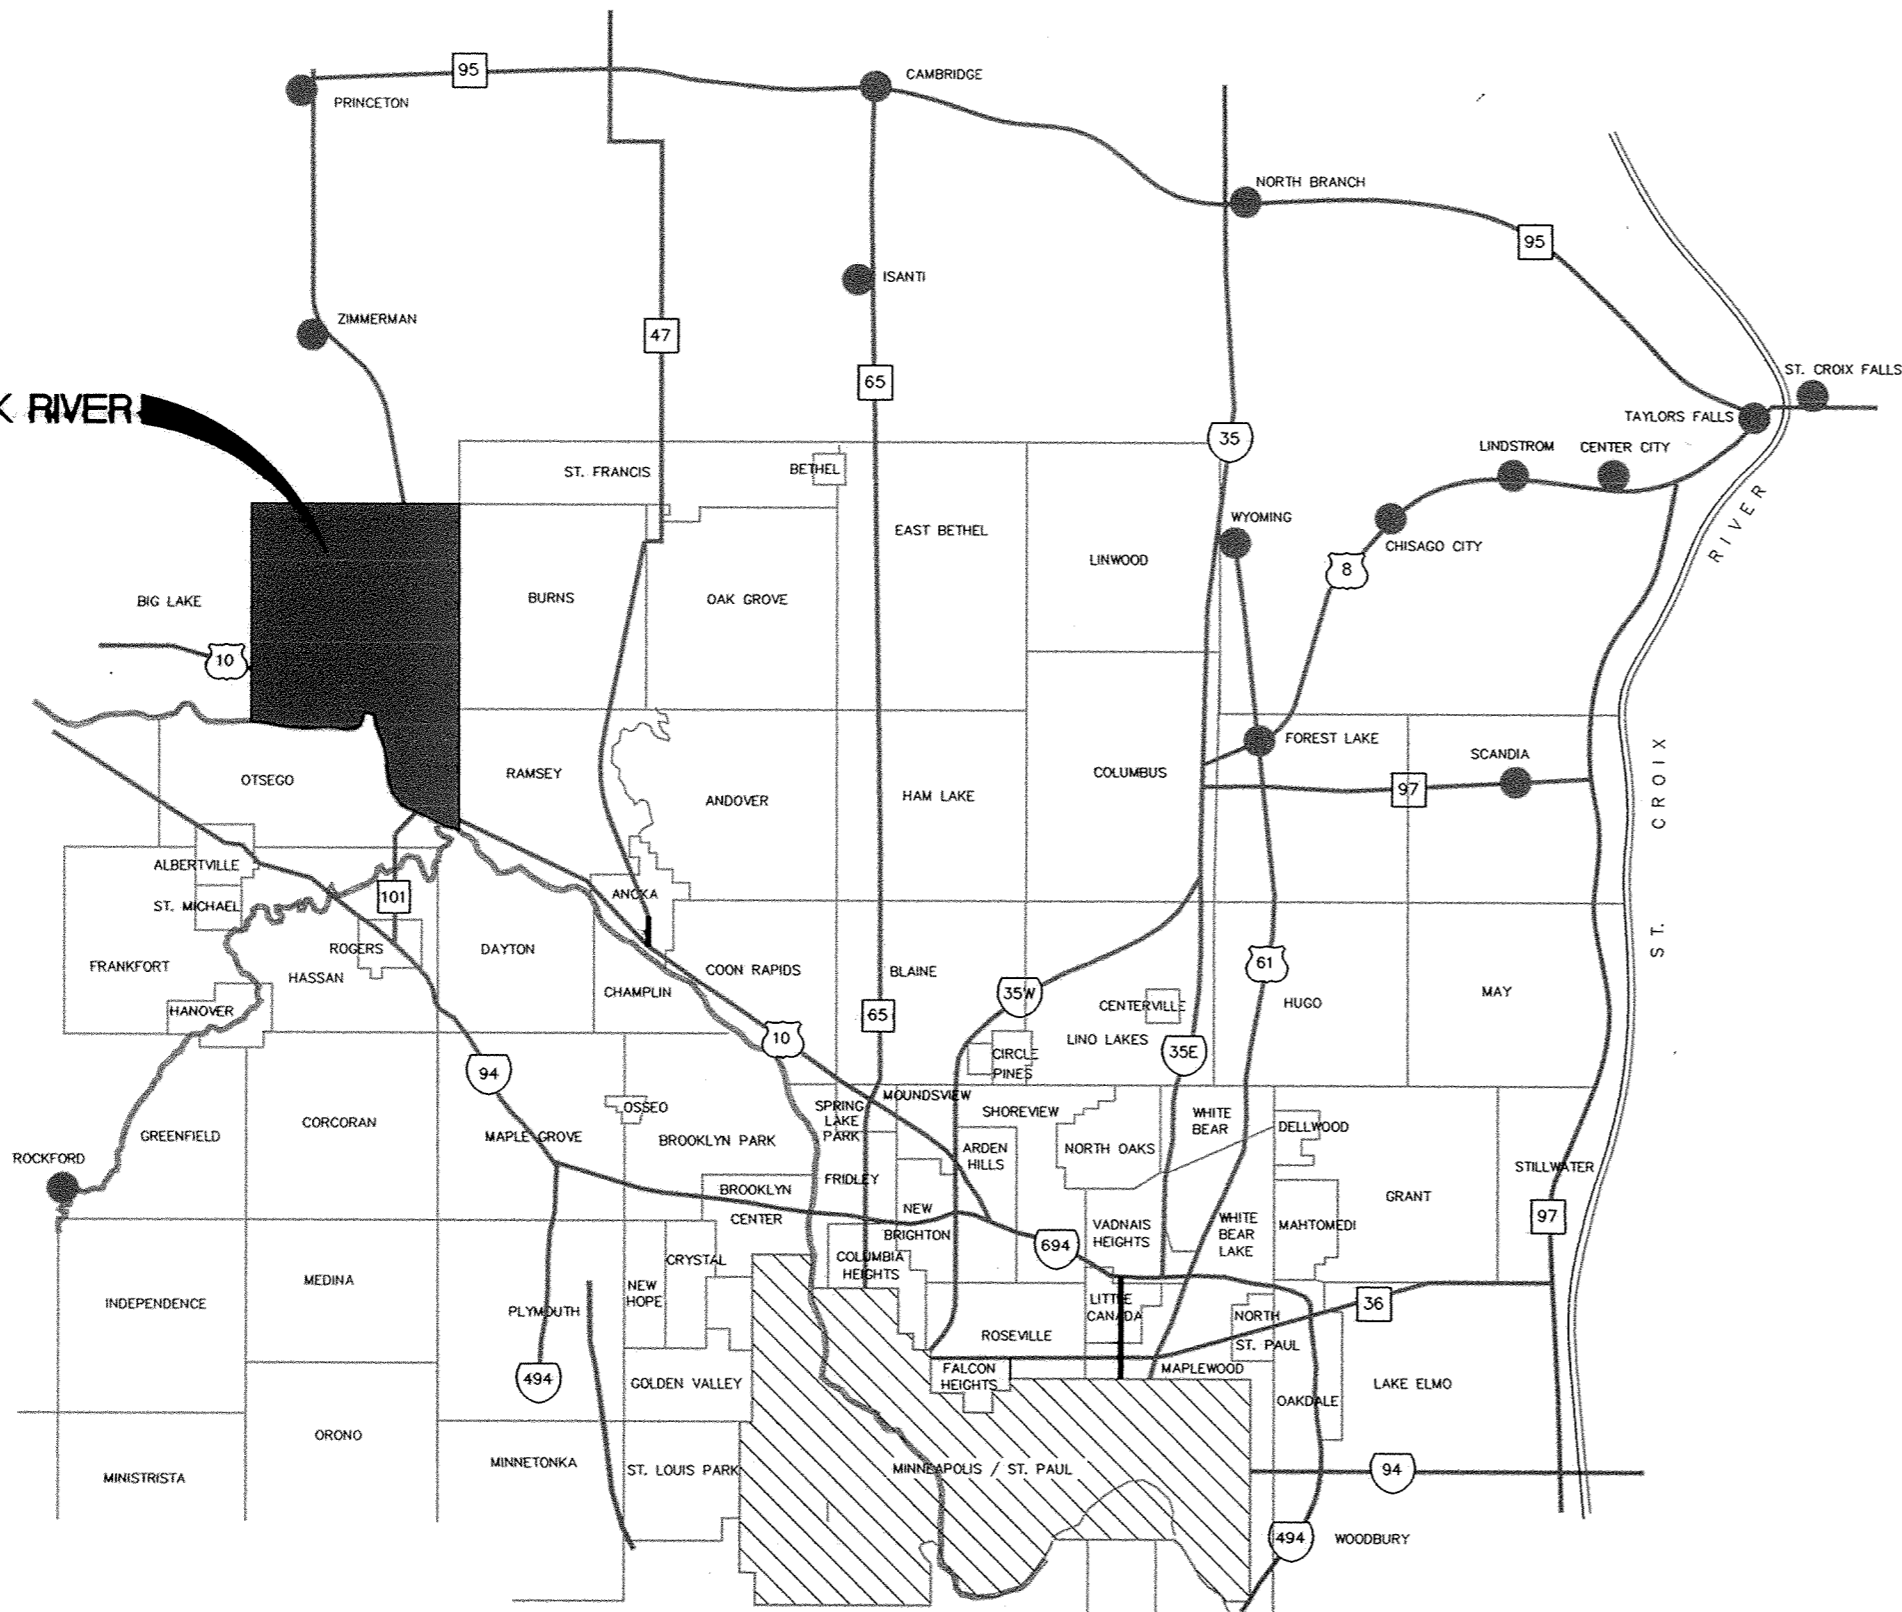 95
CAMBRIDGE
PRINCETON
NORTH BRANCH
95
ISANTI
ZIMMERMAN
47
65
ST. CROIX FALLS
K RIVER
TAYLORS FALLS
35
LINDSTROM
CENTER CITY
ST. FRANCIS
BETHEL
WYOMING
EAST BETHEL
CHISAGO CITY
RIVER
LINWOOD
8
BIG LAKE
BURNS
OAK GROVE
10
FOREST LAKE
SCANDIA
OTSEGO
RAMSEY
COLUMBUS
ANDOVER
HAM LAKE
97
ST. CROIX
ALBERTVILLE
101
ANOKA
ST. MICHAEL
ROGERS
DAYTON
FRANKFORT
HASSAN
COON RAPIDS
BLAINE
61
CHAMPLIN
35W
MAY
HANOVER
CENTERVILLE
HUGO
65
10
LINO LAKES
35E
CIRCLE
PINES
94
MOUNDSVIEW
OSSEO
SPRING
LAKE
PARK
SHOREVIEW
WHITE
BEAR
CORCORAN
DELLWOOD
GREENFIELD
MAPLE GROVE
BROOKLYN PARK
ARDEN
HILLS
NORTH OAKS
ROCKFORD
STILLWATER
FRIDLEY
BROOKLYN
CENTER
GRANT
NEW
BRIGHTON
VADNAIS
HEIGHTS
WHITE
BEAR
LAKE
MAHTOMEDI
97
694
CRYSTAL
COLUMBIA
HEIGHTS
MEDINA
NEW
HOPE
INDEPENDENCE
PLYMOUTH
LITTLE
CANADA
36
NORTH
ST. PAUL
ROSEVILLE
494
GOLDEN VALLEY
FALCON
HEIGHTS
MAPLEWOOD
LAKE ELMO
OAKDALE
ORONO
MINNETONKA
ST. LOUIS PARK
MINNEAPOLIS / ST. PAUL
94
MINISTRISTA
494
WOODBURY